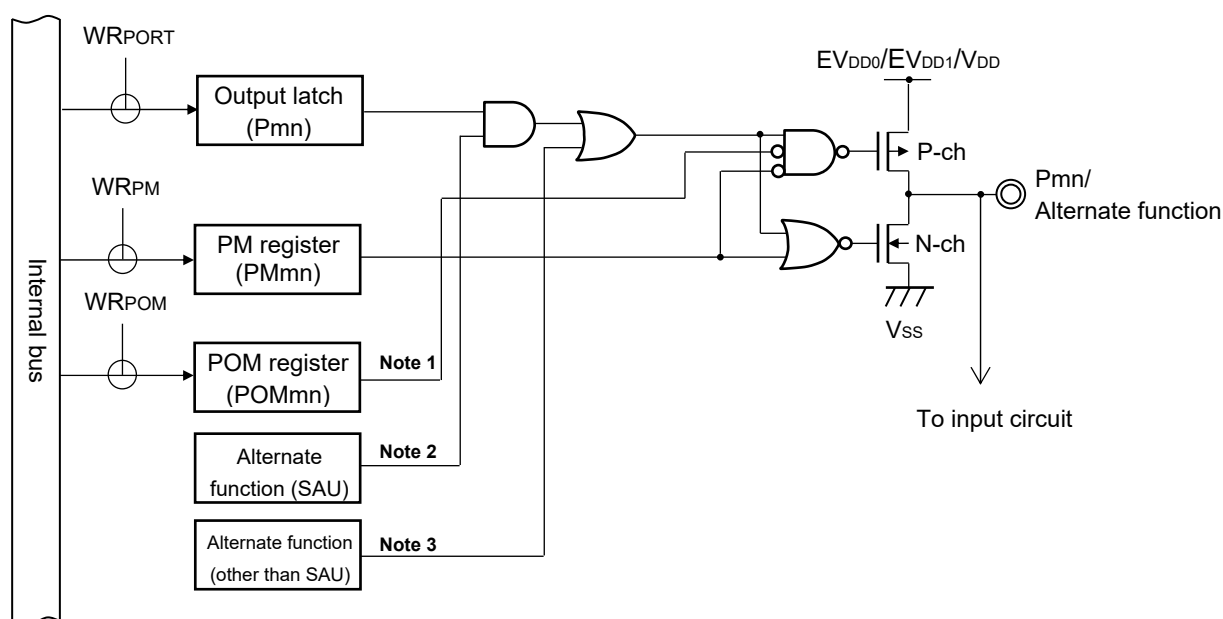 WRPORT
Output latch
(Pmn)
EVDD0/EVDD1/VDD
P-ch
Pmn/
Alternate function
WRPM
PM register
(PMmn)
N-ch
VSS
Internal bus
WRPOM
POM register
(POMmn)
Note 1
To input circuit
Alternate
function (SAU)
Note 2
Alternate function
(other than SAU)
Note 3